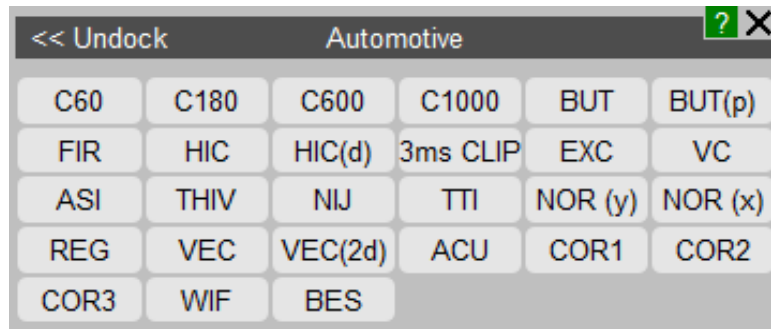 << Undock Automotive ? X
C60 C180 C600 C1000 BUT BUT(p)
FIR HIC HIC(d) 3ms CLIP EXC VC
ASI THIV NIJ TTI NOR (y) NOR (x)
REG VEC VEC(2d) ACU COR1 COR2
COR3 WIF BES